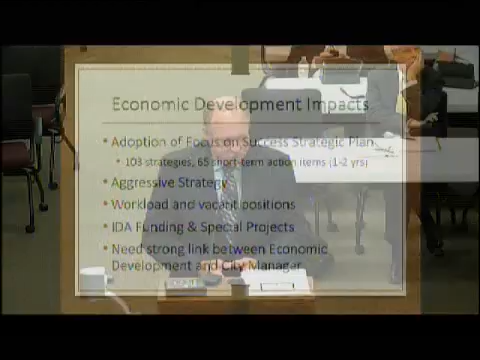 Economic Development Impacts
• Adoption of Focus on Success Strategic Plan
• 103 strategies, 65 short-term action items (1-2 yrs)
• Aggressive Strategy
• Workload and vacant positions
• IDA Funding & Special Projects
• Need strong link between Economic
Development and City Manager